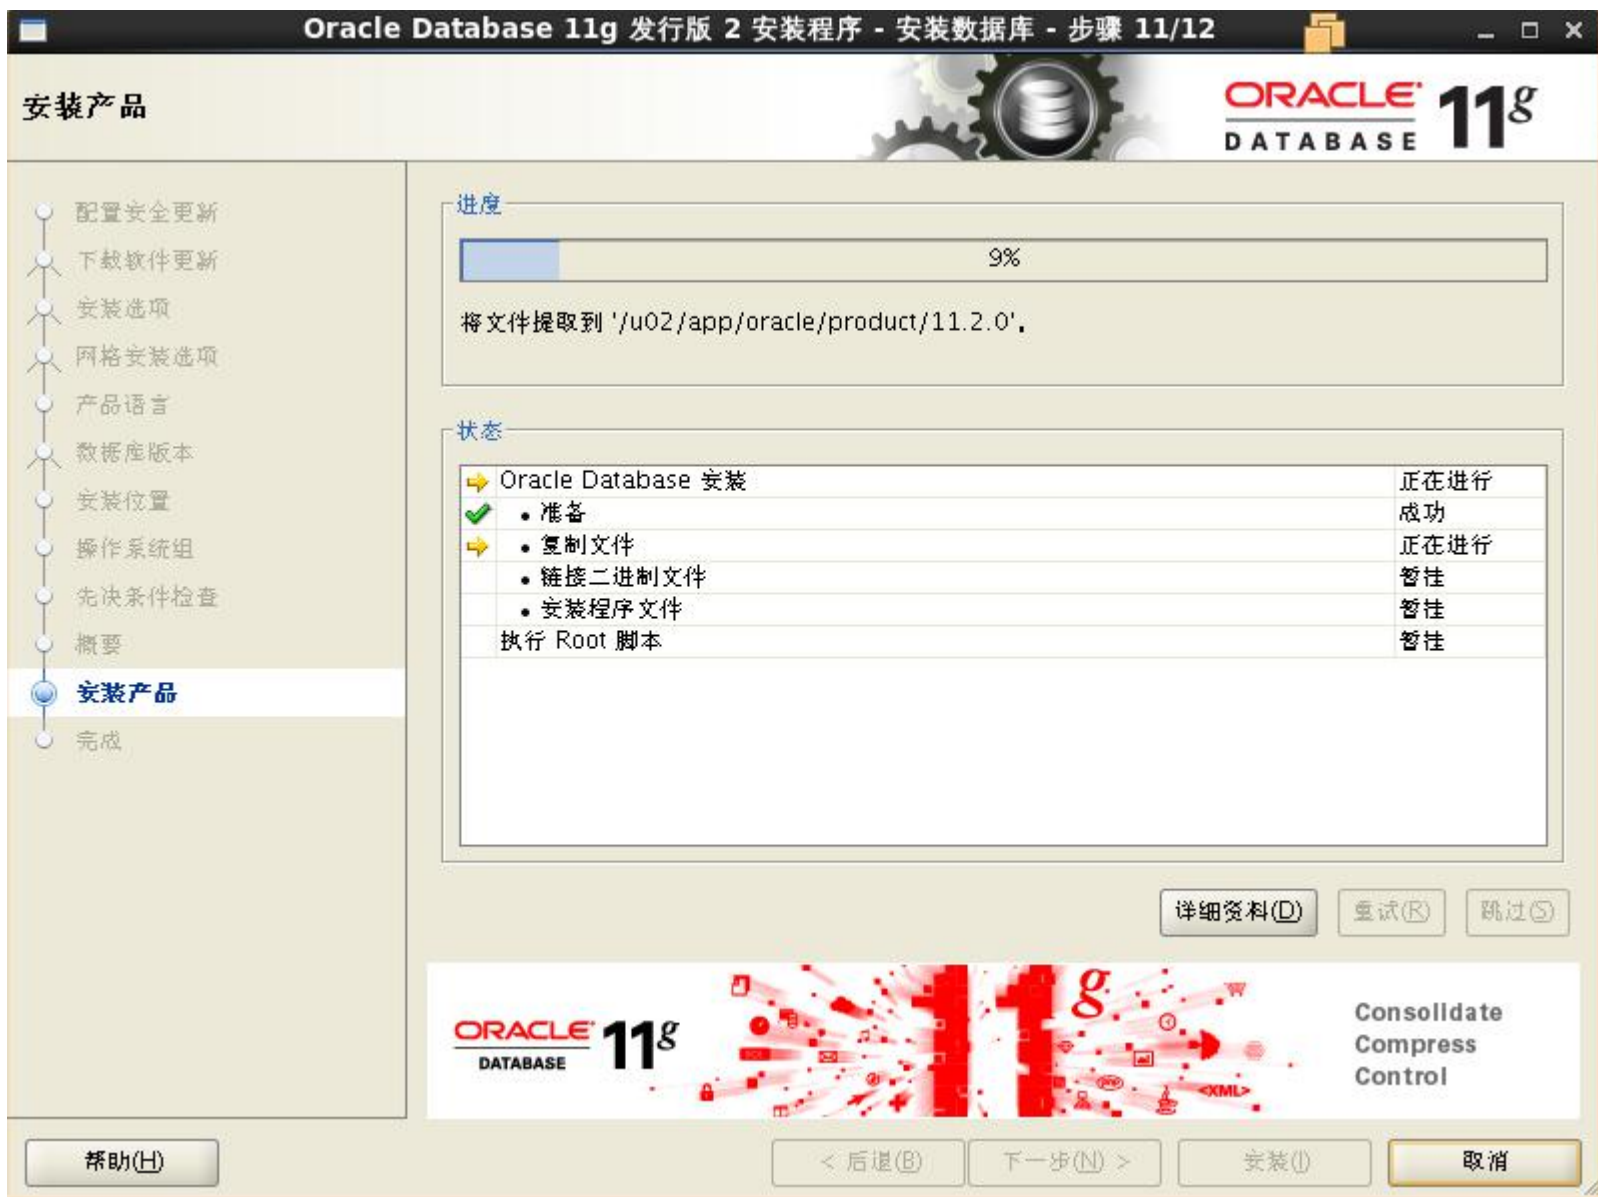 Oracle Database 11g 发行版 2 安装程序 - 安装数据库 - 步骤 11/12
安装产品
ORACLE DATABASE 11g
配置安全更新
下载软件更新
安装选项
网格安装选项
产品语言
数据库版本
安装位置
操作系统组
先决条件检查
概要
安装产品
完成
进度
9%
将文件提取到 '/u02/app/oracle/product/11.2.0'。
状态
Oracle Database 安装 正在进行
• 准备 成功
• 复制文件 正在进行
• 链接二进制文件 暂挂
• 安装程序文件 暂挂
执行 Root 脚本 暂挂
详细资料(D) 重试(R) 跳过(S)
ORACLE DATABASE 11g
11g
php
<XML>
Consolidate
Compress
Control
帮助(H) < 后退(B) 下一步(N) > 安装(I) 取消